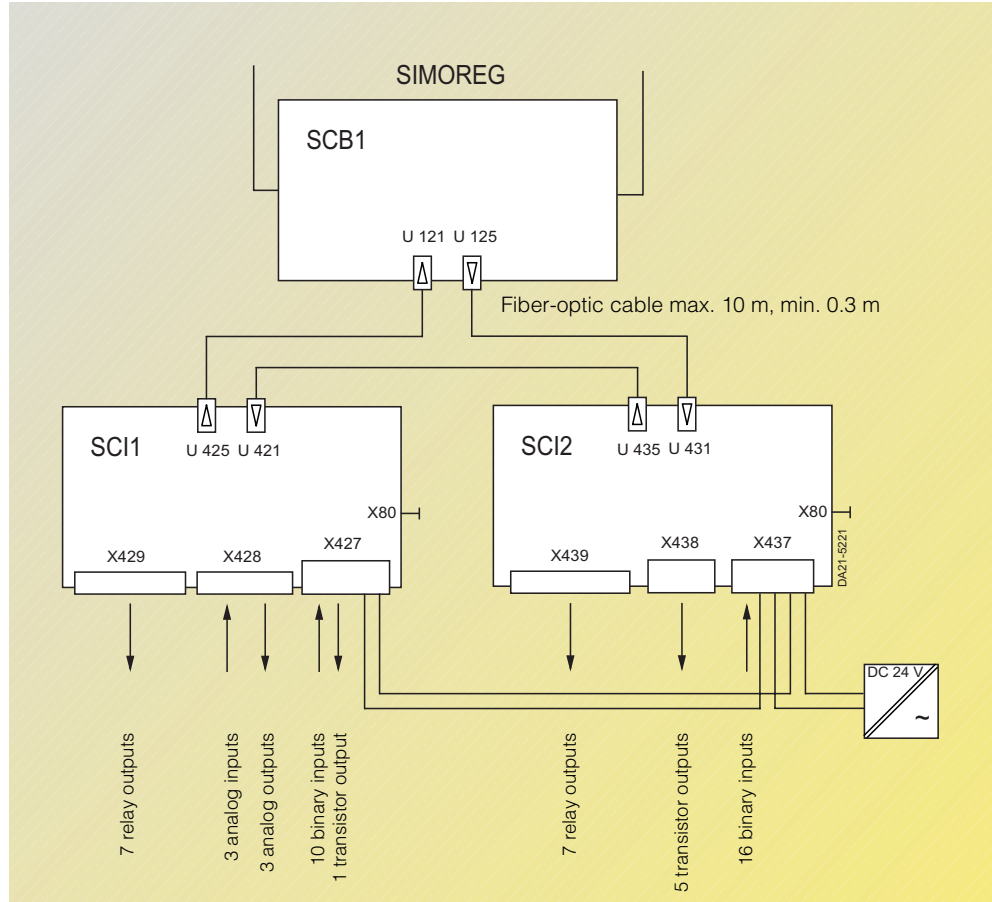 SIMOREG
SCB1
U 121 U 125
Fiber-optic cable max. 10 m, min. 0.3 m
SCI1
U 425 U 421
X80
X429
X428
X427
SCI2
U 435 U 431
X80
X439
X438
X437
DA21-5221
DC 24 V
~
7 relay outputs
3 analog inputs
3 analog outputs
10 binary inputs
1 transistor output
7 relay outputs
5 transistor outputs
16 binary inputs